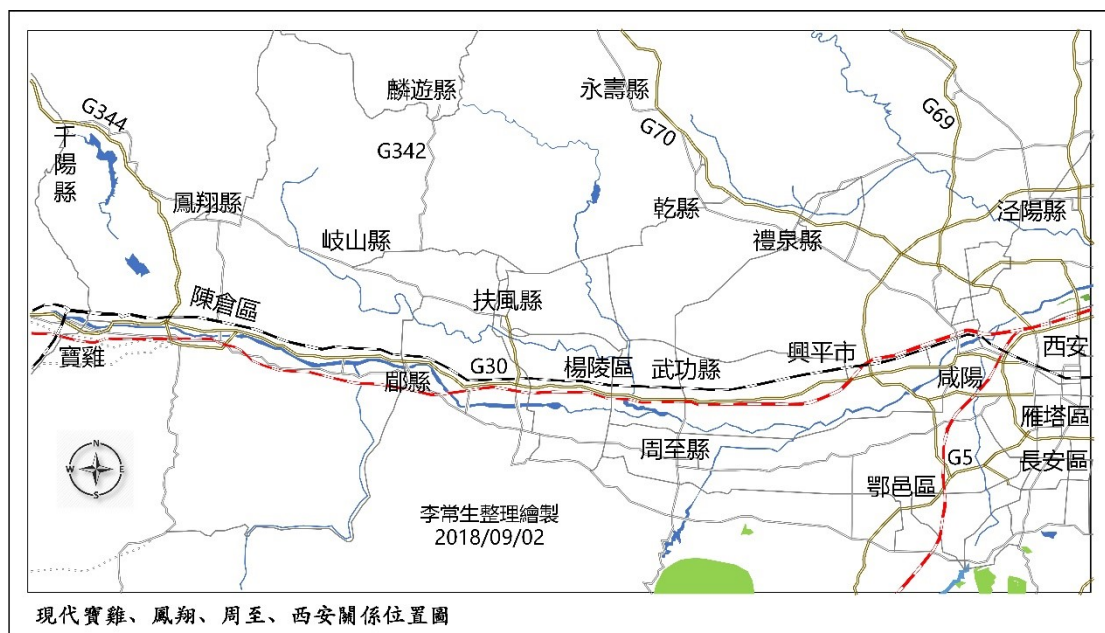 麟遊縣
永壽縣
G344
G69
千陽縣
G342
G70
鳳翔縣
乾縣
泾陽縣
岐山縣
禮泉縣
陳倉區
扶風縣
寶雞
郿縣
G30
楊陵區
武功縣
興平市
西安
咸陽
雁塔區
N
W
E
S
周至縣
G5
長安區
鄂邑區
李常生整理繪製
2018/09/02
現代寶雞、鳳翔、周至、西安關係位置圖